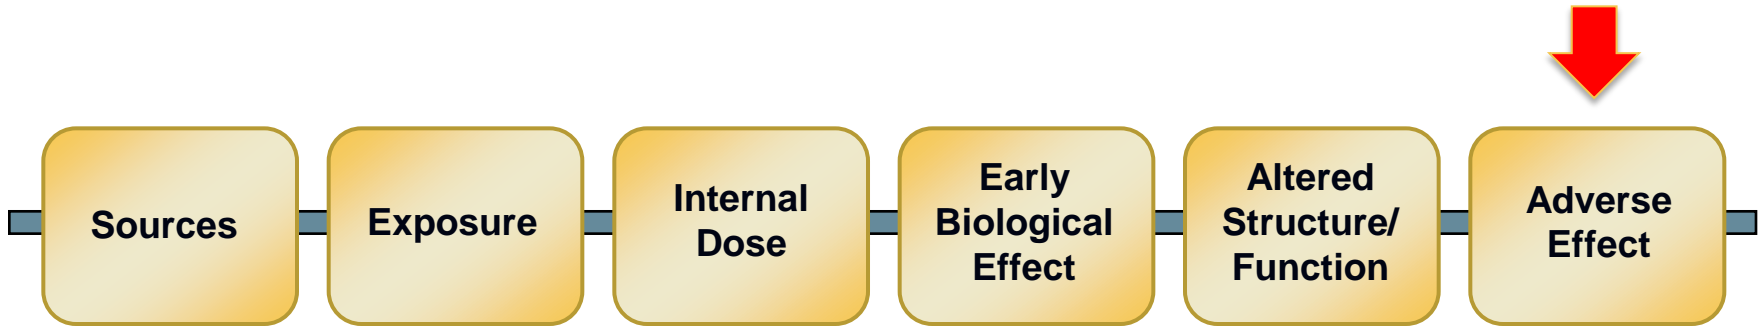 Sources
Exposure
Internal
Dose
Early
Biological
Effect
Altered
Structure/
Function
Adverse
Effect